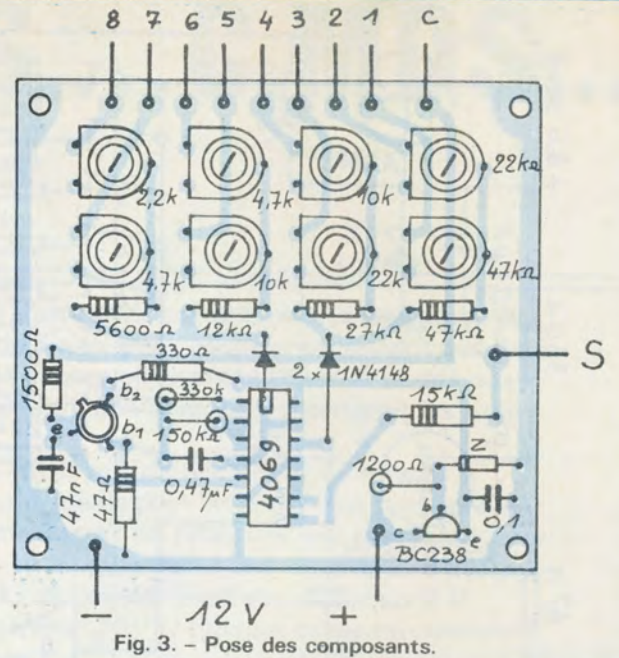 8 7 6 5 4 3 2 1 C
2,2k 4,7k 10k 22kΩ
4,7k 10k 22k 47kΩ
5600Ω 12kΩ 27kΩ 47kΩ
330Ω
2 x 1N4148
S
1500Ω
b2
330k
15kΩ
e
b1
150kΩ
4069
1200Ω
Z
47nF
47Ω
0,47µF
b
0,1
c
e
BC238
— 12 V +
Fig. 3. – Pose des composants.